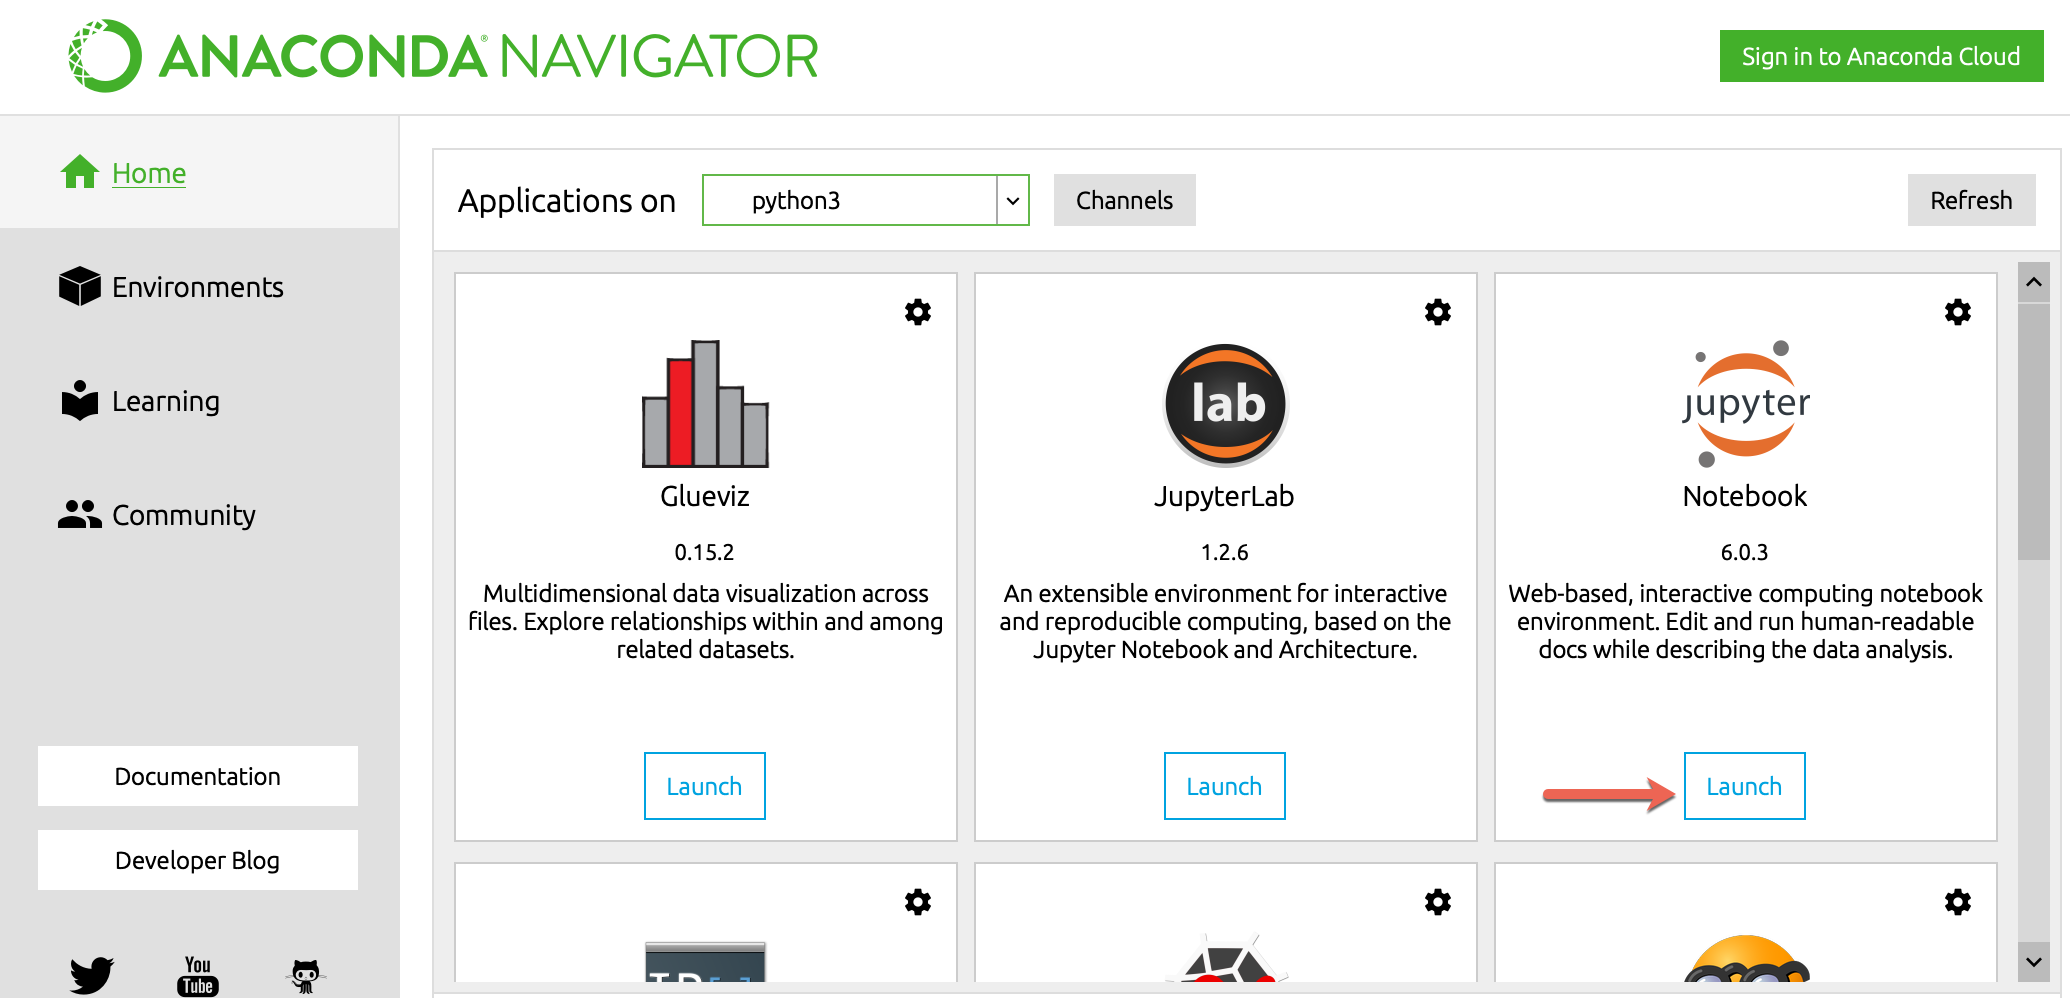 ANACONDA® NAVIGATOR
Sign in to Anaconda Cloud
Home
Environments
Learning
Community
Documentation
Developer Blog
You
Tube
Applications on
python3
Channels
Refresh
Glueviz
0.15.2
Multidimensional data visualization across
files. Explore relationships within and among
related datasets.
Launch
lab
JupyterLab
1.2.6
An extensible environment for interactive
and reproducible computing, based on the
Jupyter Notebook and Architecture.
Launch
jupyter
Notebook
6.0.3
Web-based, interactive computing notebook
environment. Edit and run human-readable
docs while describing the data analysis.
Launch